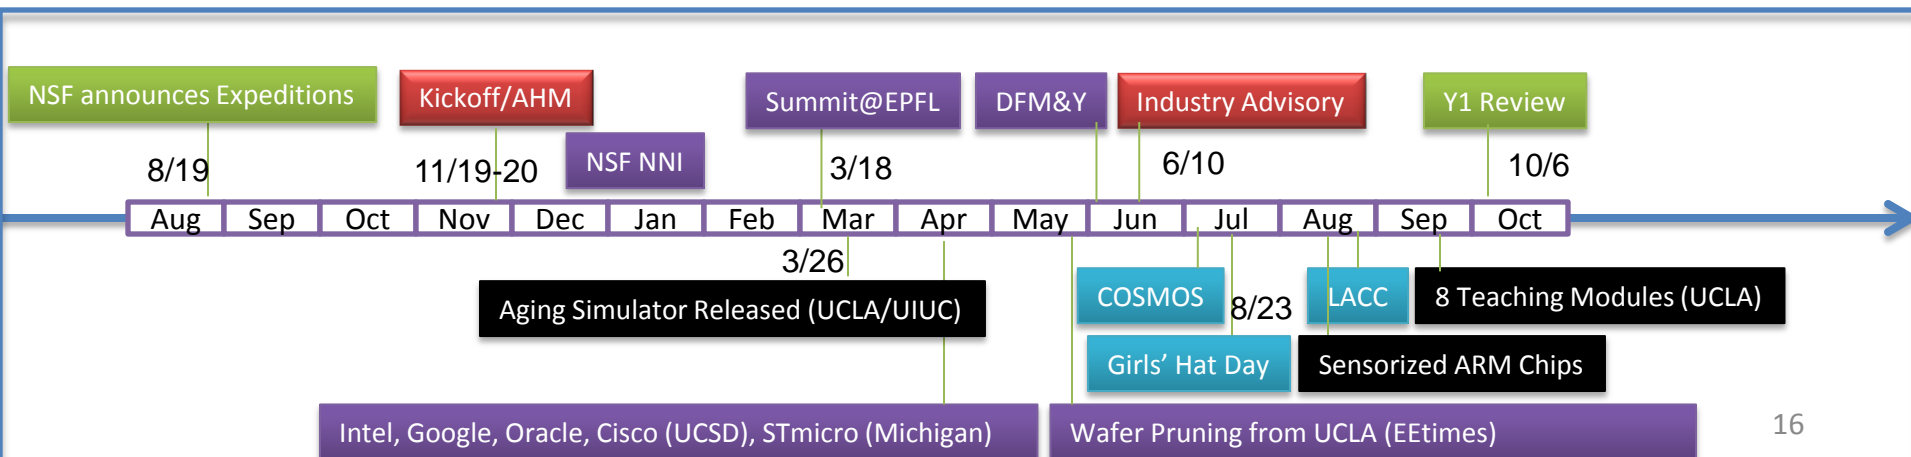 NSF announces Expeditions
Kickoff/AHM
Summit@EPFL
DFM&Y
Industry Advisory
Y1 Review
8/19
11/19-20
NSF NNI
3/18
6/10
10/6
Aug Sep Oct Nov Dec Jan Feb Mar Apr May Jun Jul Aug Sep Oct
3/26
Aging Simulator Released (UCLA/UIUC)
COSMOS
8/23
LACC
8 Teaching Modules (UCLA)
Girls’ Hat Day
Sensorized ARM Chips
Intel, Google, Oracle, Cisco (UCSD), STmicro (Michigan)
Wafer Pruning from UCLA (EEtimes)
16